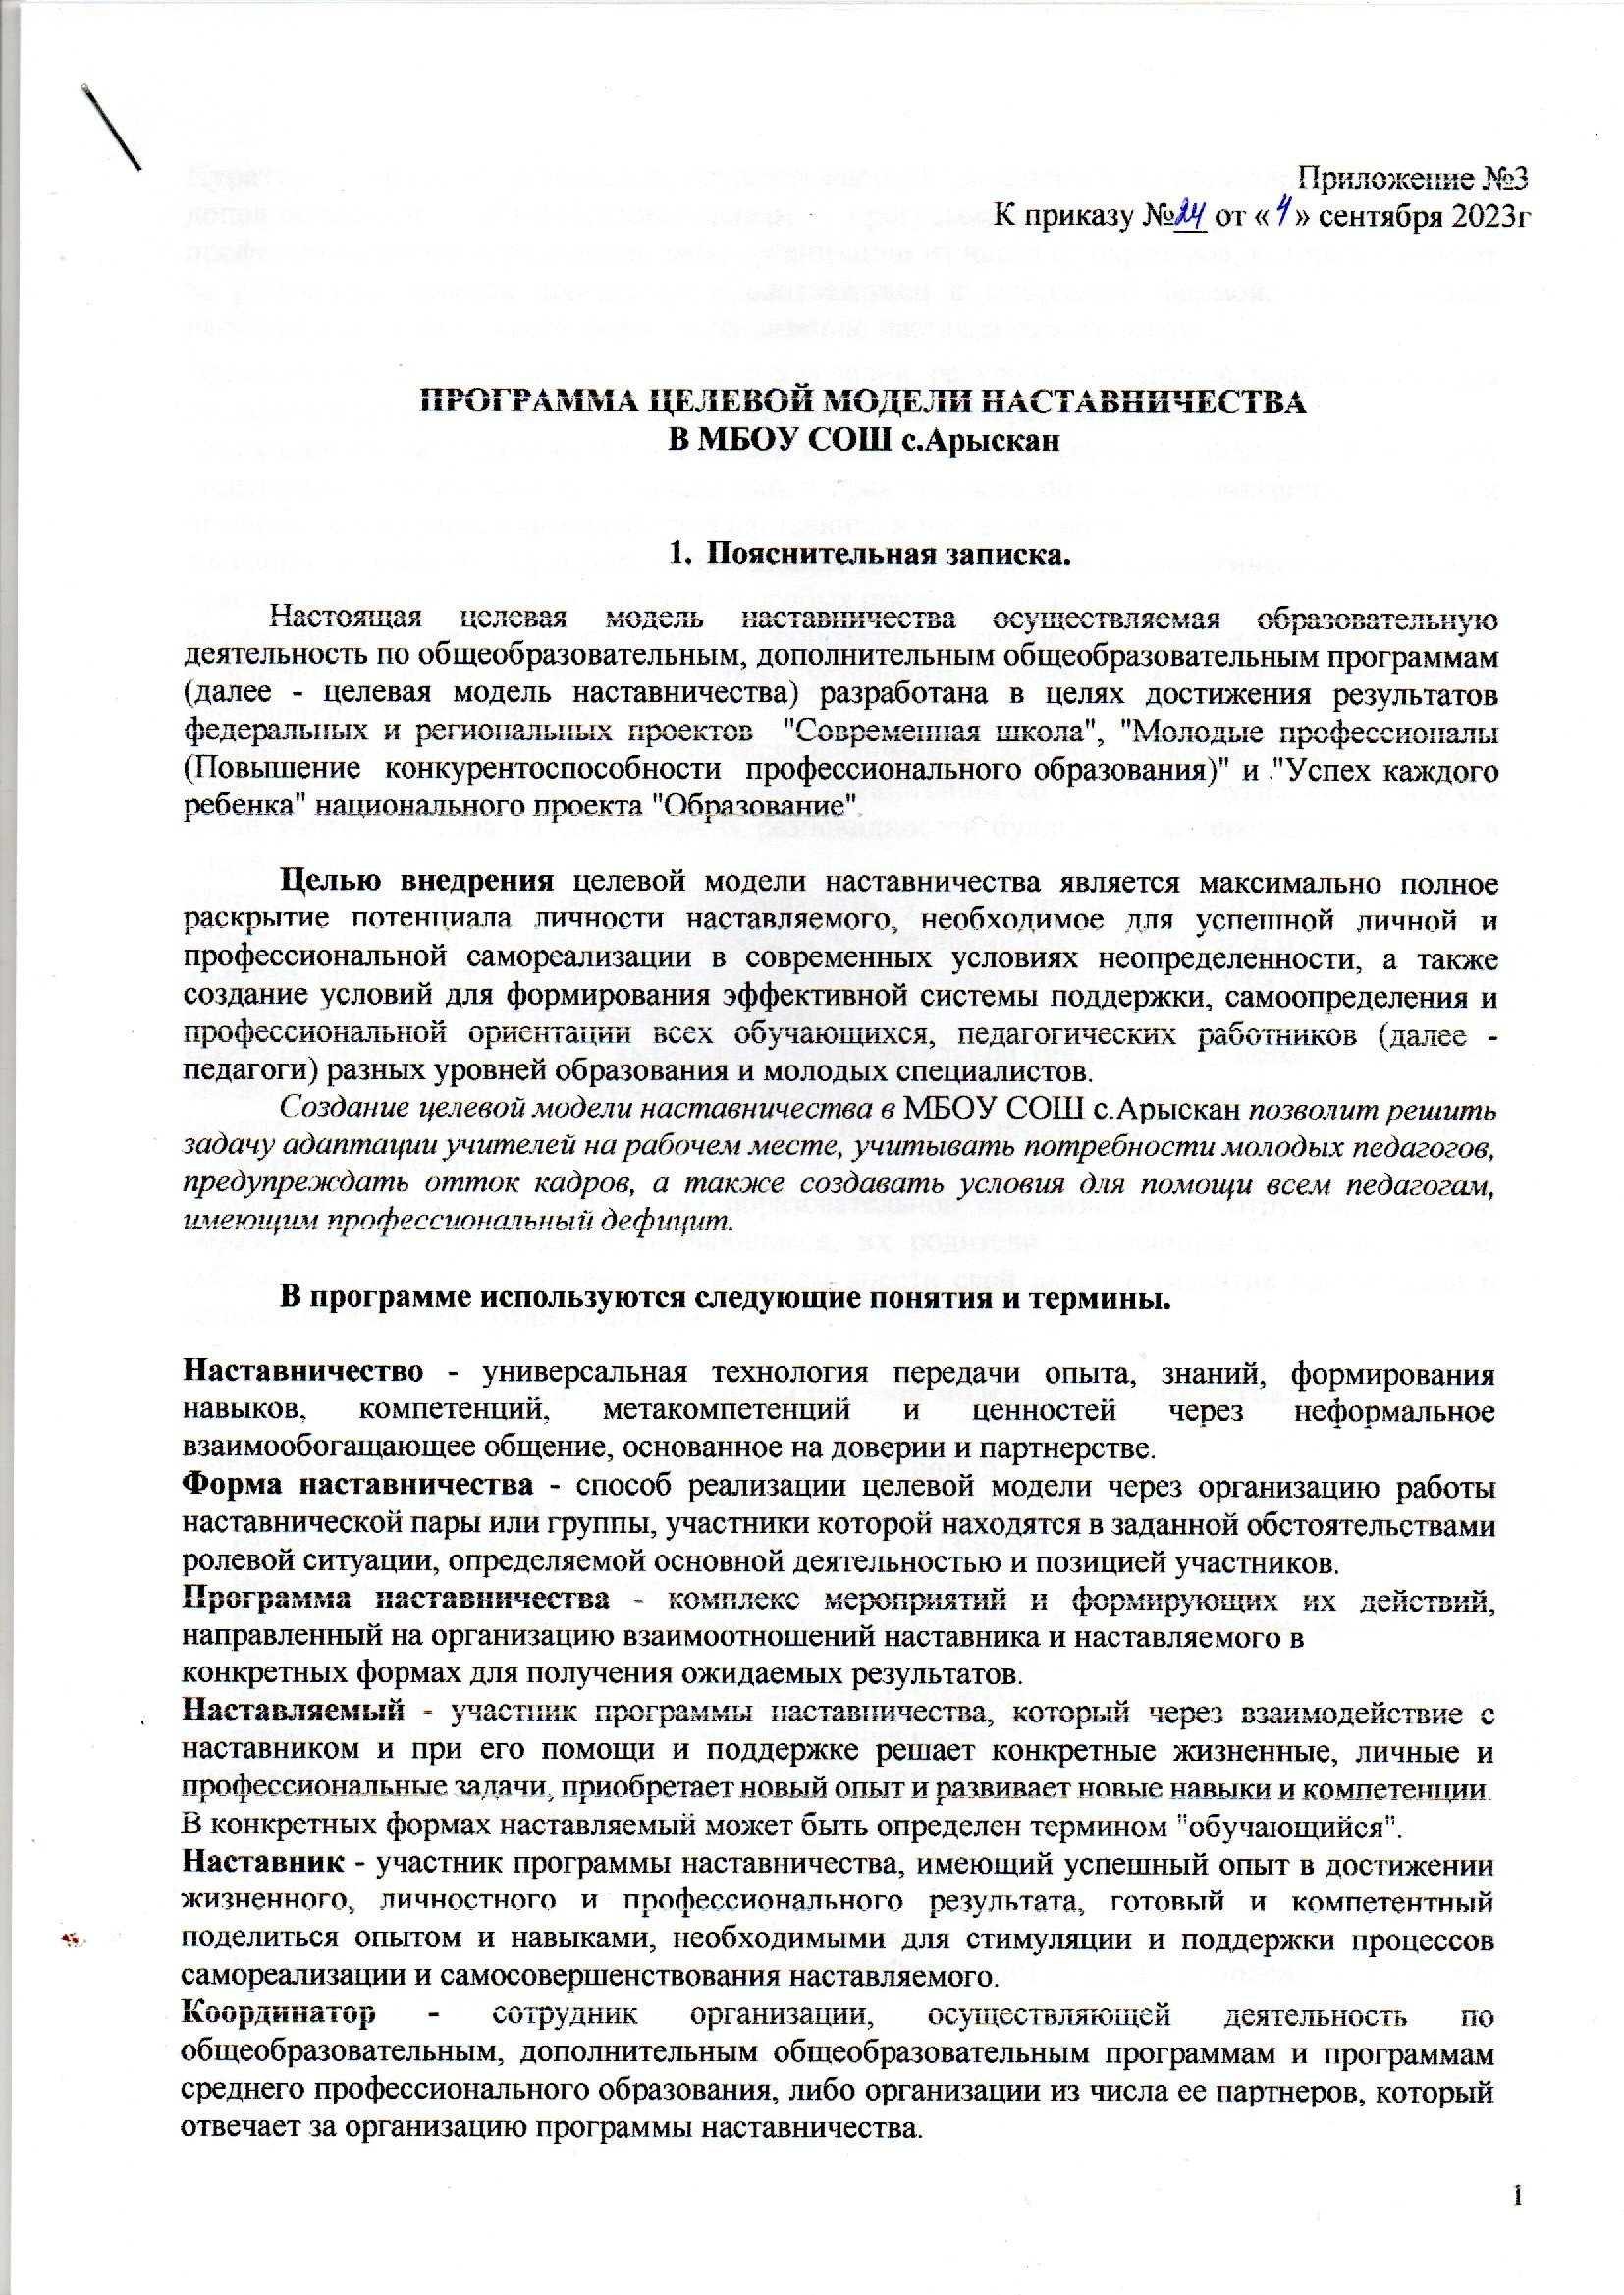 Приложение №3
К приказу №24 от «4» сентября 2023г
ПРОГРАММА ЦЕЛЕВОЙ МОДЕЛИ НАСТАВНИЧЕСТВА
В МБОУ СОШ с.Арыскан
1. Пояснительная записка.
Настоящая целевая модель наставничества осуществляемая образовательную
деятельность по общеобразовательным, дополнительным общеобразовательным программам
(далее - целевая модель наставничества) разработана в целях достижения результатов
федеральных и региональных проектов "Современная школа", "Молодые профессионалы
(Повышение конкурентоспособности профессионального образования)" и "Успех каждого
ребенка" национального проекта "Образование".
Целью внедрения целевой модели наставничества является максимально полное
раскрытие потенциала личности наставляемого, необходимое для успешной личной и
профессиональной самореализации в современных условиях неопределенности, а также
создание условий для формирования эффективной системы поддержки, самоопределения и
профессиональной ориентации всех обучающихся, педагогических работников (далее -
педагоги) разных уровней образования и молодых специалистов.
Создание целевой модели наставничества в МБОУ СОШ с.Арыскан позволит решить
задачу адаптации учителей на рабочем месте, учитывать потребности молодых педагогов,
предупреждать отток кадров, а также создавать условия для помощи всем педагогам,
имеющим профессиональный дефицит.
В программе используются следующие понятия и термины.
Наставничество - универсальная технология передачи опыта, знаний, формирования
навыков, компетенций, метакомпетенций и ценностей через неформальное
взаимообогащающее общение, основанное на доверии и партнерстве.
Форма наставничества - способ реализации целевой модели через организацию работы
наставнической пары или группы, участники которой находятся в заданной обстоятельствами
ролевой ситуации, определяемой основной деятельностью и позицией участников.
Программа наставничества - комплекс мероприятий и формирующих их действий,
направленный на организацию взаимоотношений наставника и наставляемого в
конкретных формах для получения ожидаемых результатов.
Наставляемый - участник программы наставничества, который через взаимодействие с
наставником и при его помощи и поддержке решает конкретные жизненные, личные и
профессиональные задачи, приобретает новый опыт и развивает новые навыки и компетенции.
В конкретных формах наставляемый может быть определен термином "обучающийся".
Наставник - участник программы наставничества, имеющий успешный опыт в достижении
жизненного, личностного и профессионального результата, готовый и компетентный
поделиться опытом и навыками, необходимыми для стимуляции и поддержки процессов
самореализации и самосовершенствования наставляемого.
Координатор - сотрудник организации, осуществляющей деятельность по
общеобразовательным, дополнительным общеобразовательным программам и программам
среднего профессионального образования, либо организации из числа ее партнеров, который
отвечает за организацию программы наставничества.
1